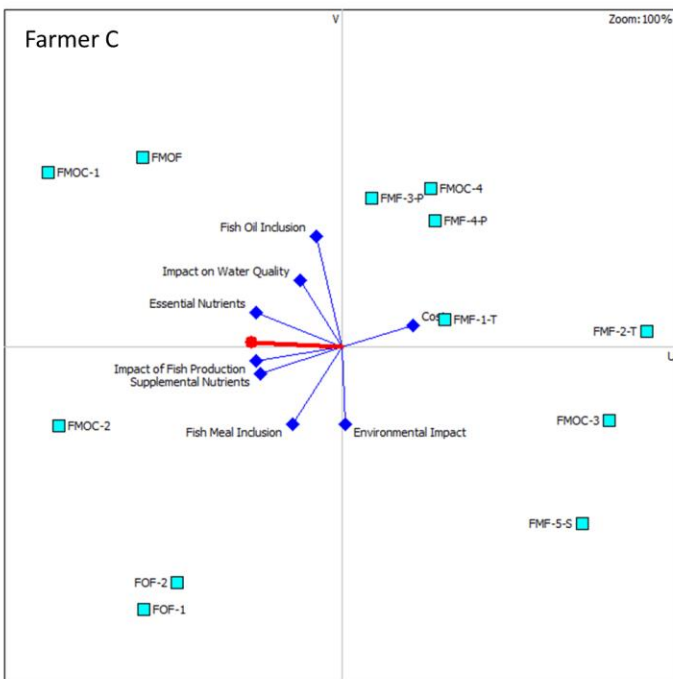 V
Zoom: 100%
Farmer C
FMOF
FMOC-1
FMOC-4
FMF-3-P
FMF-4-P
Fish Oil Inclusion
Impact on Water Quality
Essential Nutrients
FMF-1-T
FMF-2-T
U
Impact of Fish Production
Supplemental Nutrients
FMOC-3
FMOC-2
Fish Meal Inclusion
Environmental Impact
FMF-5-S
FOF-2
FOF-1